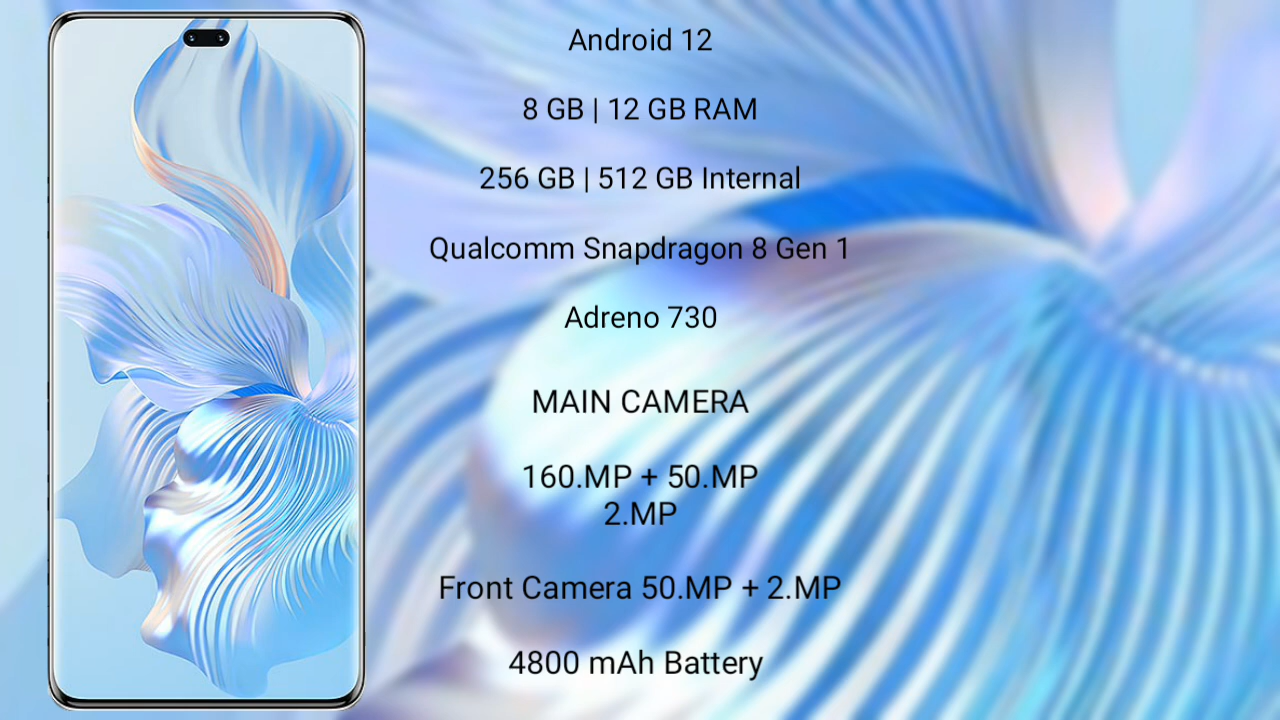 Android 12
8 GB | 12 GB RAM
256 GB | 512 GB Internal
Qualcomm Snapdragon 8 Gen 1
Adreno 730
MAIN CAMERA
160.MP + 50.MP
2.MP
Front Camera 50.MP + 2.MP
4800 mAh Battery